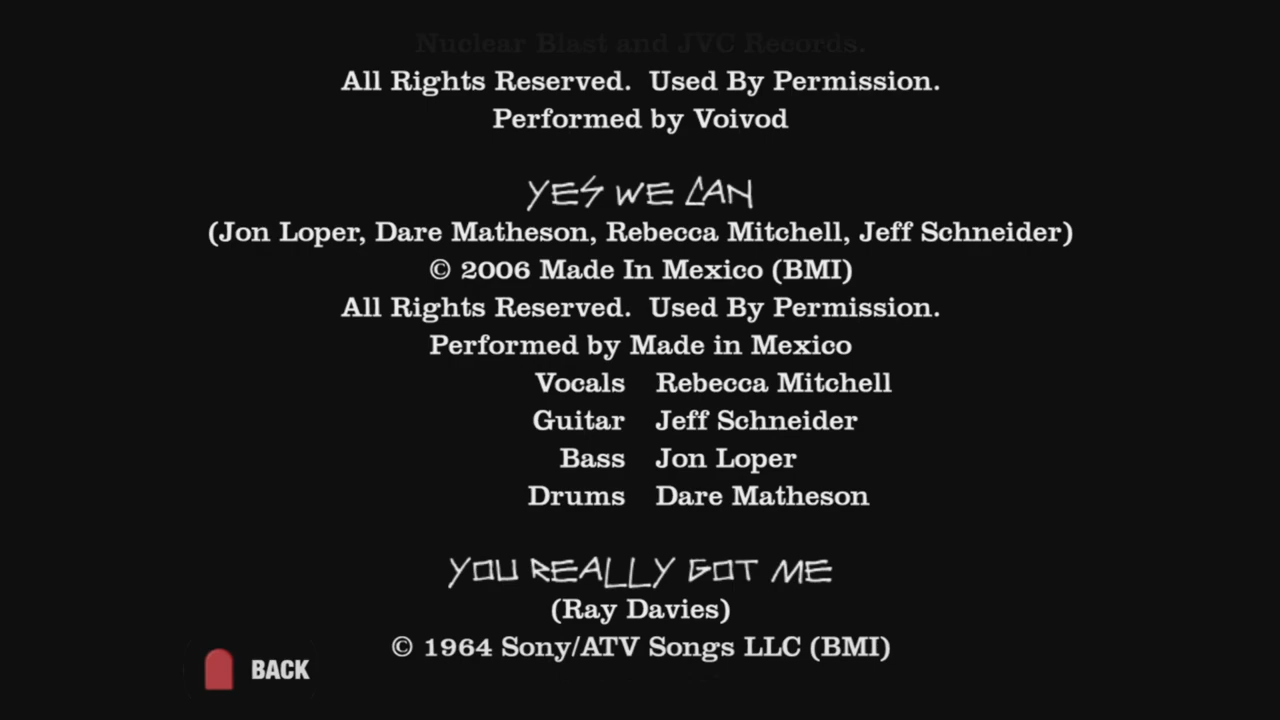 Nuclear Blast and JVC Records.
All Rights Reserved.  Used By Permission.
Performed by Voivod
YES WE CAN
(Jon Loper, Dare Matheson, Rebecca Mitchell, Jeff Schneider)
© 2006 Made In Mexico (BMI)
All Rights Reserved.  Used By Permission.
Performed by Made in Mexico
Vocals Rebecca Mitchell
Guitar Jeff Schneider
Bass Jon Loper
Drums Dare Matheson
YOU REALLY GOT ME
(Ray Davies)
© 1964 Sony/ATV Songs LLC (BMI)
BACK